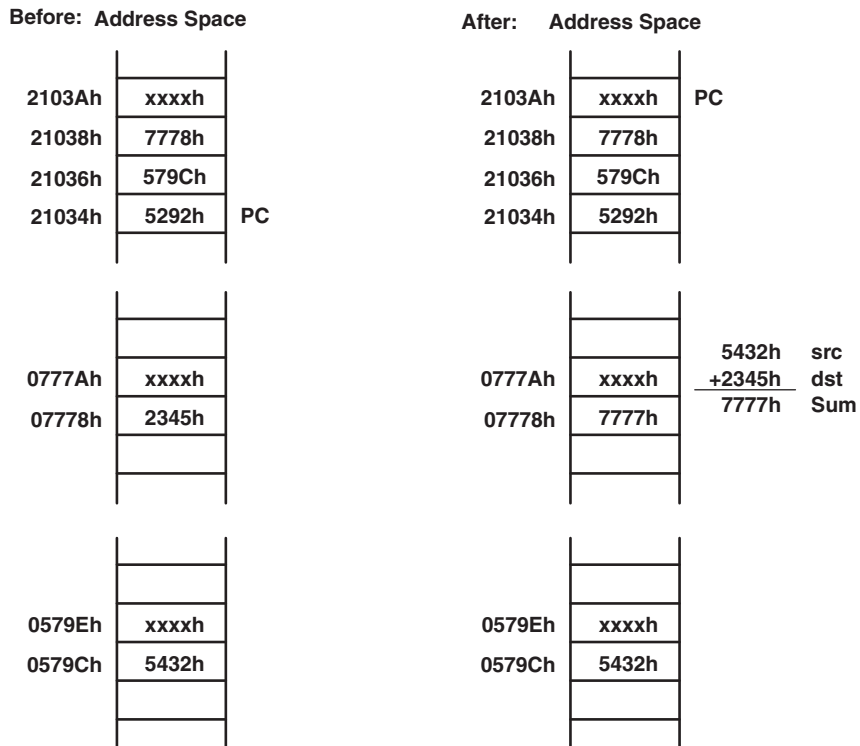 Before: Address Space
2103Ah xxxxh
21038h 7778h
21036h 579Ch
21034h 5292h PC
0777Ah xxxxh
07778h 2345h
0579Eh xxxxh
0579Ch 5432h
After: Address Space
2103Ah xxxxh PC
21038h 7778h
21036h 579Ch
21034h 5292h
0777Ah xxxxh
07778h 7777h
5432h src
+2345h dst
7777h Sum
0579Eh xxxxh
0579Ch 5432h